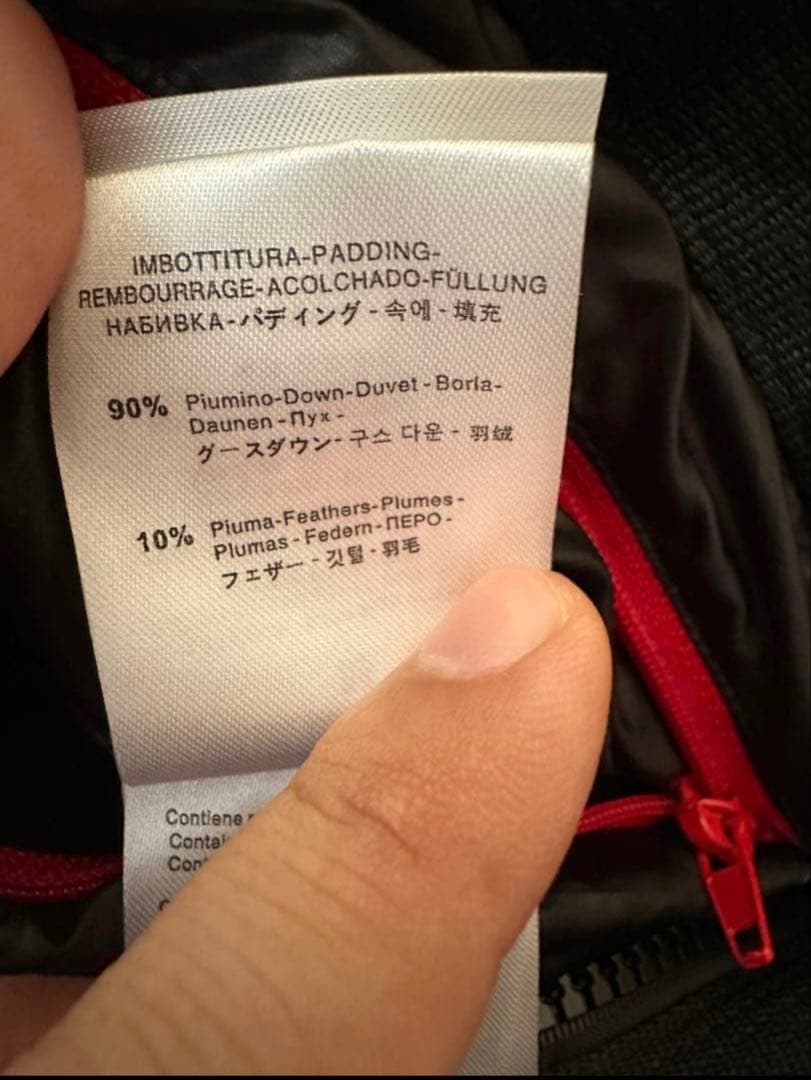 IMBOTTITURA-PADDING-
REMBOURRAGE-ACOLCHADO-FÜLLUNG
НАБИВКА-パディング-속에-填充
90% Piumino-Down-Duvet-Borla-
Daunen-Пух-
グースダウン-구스 다운-羽绒
10% Piuma-Feathers-Plumes-
Plumas-Federn-ПЕРО-
フェザー-깃털-羽毛
Contiene